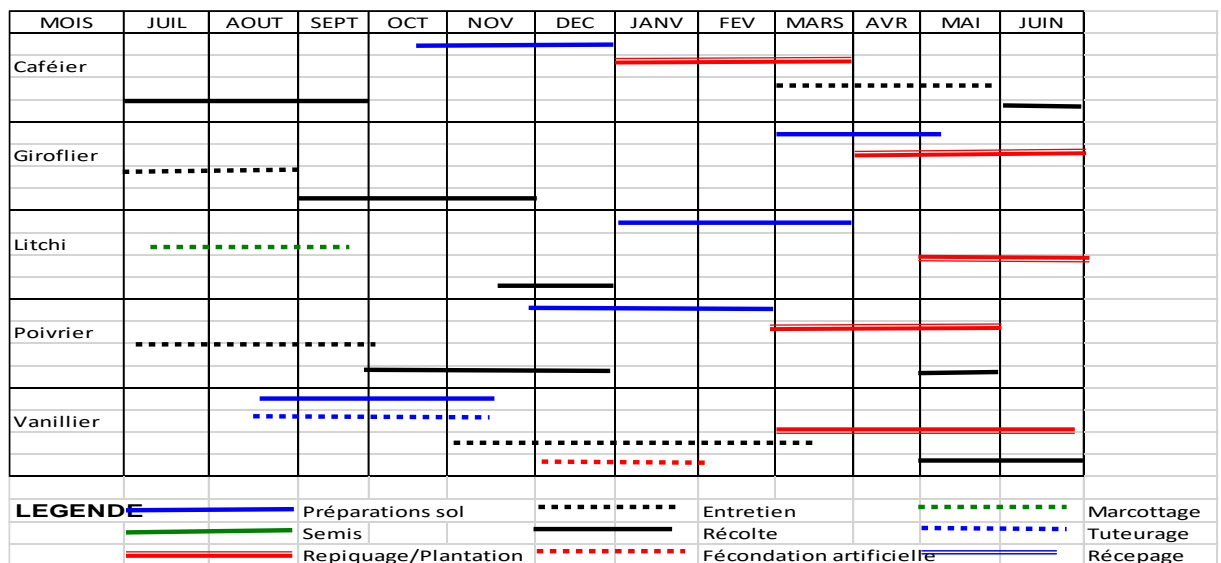 MOIS JUIL AOUT SEPT OCT NOV DEC JANV FEV MARS AVR MAI JUIN
Caféier
Giroflier
Litchi
Poivrier
Vanillier
LEGENDE Préparations sol Entretien Marcottage
Semis Récolte Tuteurage
Repiquage/Plantation Fécondation artificielle Récepage